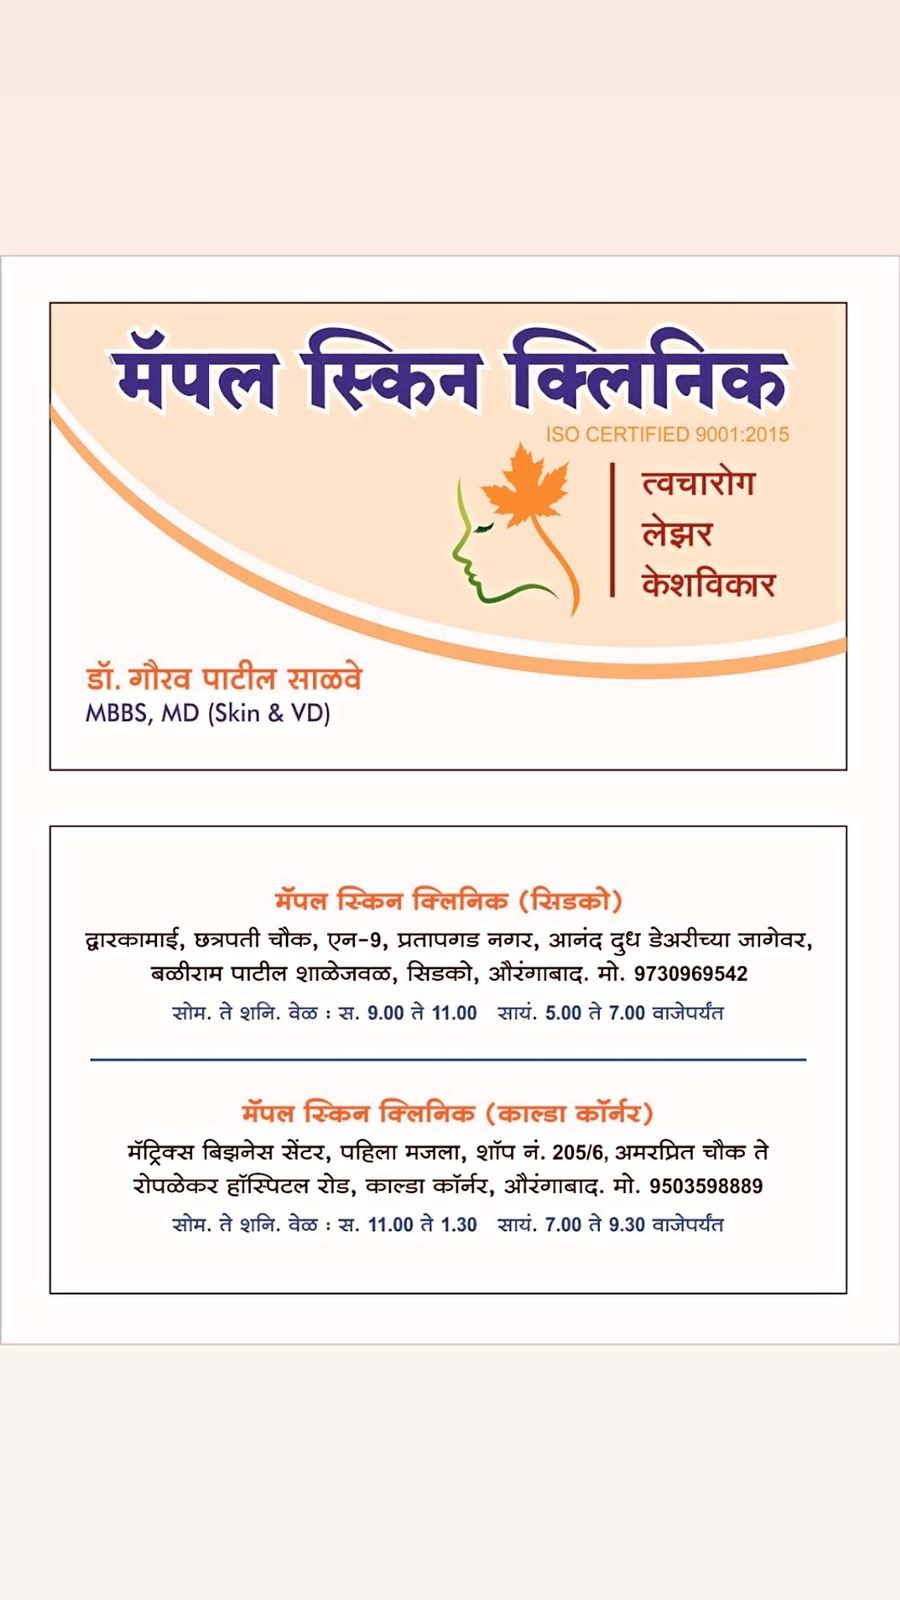 मॅपल स्किन क्लिनिक
ISO CERTIFIED 9001:2015
त्वचारोग
लेझर
केशविकार
डॉ. गौरव पाटील साळवे
MBBS, MD (Skin & VD)
मॅपल स्किन क्लिनिक (सिडको)
द्वारकामाई, छत्रपती चौक, एन-9, प्रतापगड नगर, आनंद दुध डेअरीच्या जागेवर,
बळीराम पाटील शाळेजवळ, सिडको, औरंगाबाद. मो. 9730969542
सोम. ते शनि. वेळ : स. 9.00 ते 11.00 सायं. 5.00 ते 7.00 वाजेपर्यंत
मॅपल स्किन क्लिनिक (काल्डा कॉर्नर)
मॅट्रिक्स बिझनेस सेंटर, पहिला मजला, शॉप नं. 205/6, अमरप्रित चौक ते
रोपळेकर हॉस्पिटल रोड, काल्डा कॉर्नर, औरंगाबाद. मो. 9503598889
सोम. ते शनि. वेळ : स. 11.00 ते 1.30 सायं. 7.00 ते 9.30 वाजेपर्यंत